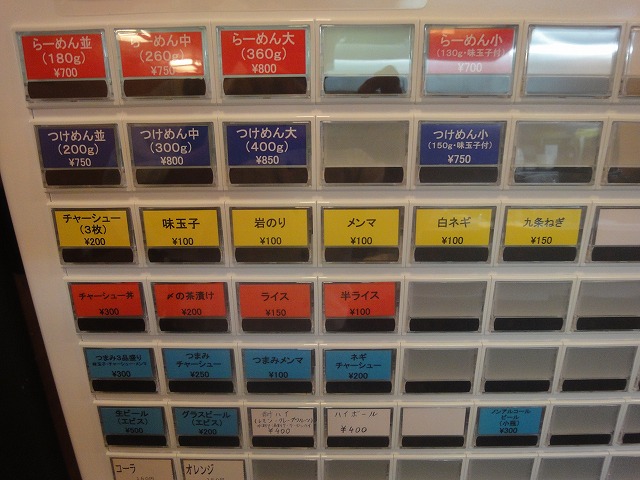 らーめん並
(180g)
¥700
らーめん中
(260g)
¥750
らーめん大
(360g)
¥800
らーめん小
(130g・味玉子付)
¥700
つけめん並
(200g)
¥750
つけめん中
(300g)
¥800
つけめん大
(400g)
¥850
つけめん小
(150g・味玉子付)
¥750
チャーシュー
(3枚)
¥200
味玉子
¥100
岩のり
¥100
メンマ
¥100
白ネギ
¥100
九条ねぎ
¥150
チャーシュー丼
¥300
〆の茶漬け
¥200
ライス
¥150
半ライス
¥100
つまみ3品盛り
¥300
つまみ
チャーシュー
¥250
つまみメンマ
¥100
ネギ
チャーシュー
¥200
生ビール
(エビス)
¥500
グラスビール
(エビス)
¥200
¥400
ハイボール
¥400
ノンアルコール
ビール
(小瓶)
¥300
コーラ
オレンジ